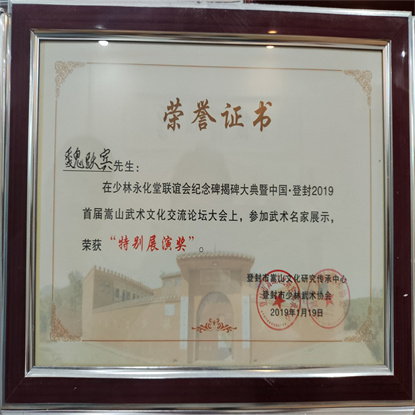 荣誉证书
魏跃宾先生：
在少林永化堂联谊会纪念碑揭碑大典暨中国·登封2019
首届嵩山武术文化交流论坛大会上，参加武术名家展示，
荣获“特别展演奖”。
登封市嵩山文化研究传承中心
登封市少林武术协会
2019年1月19日